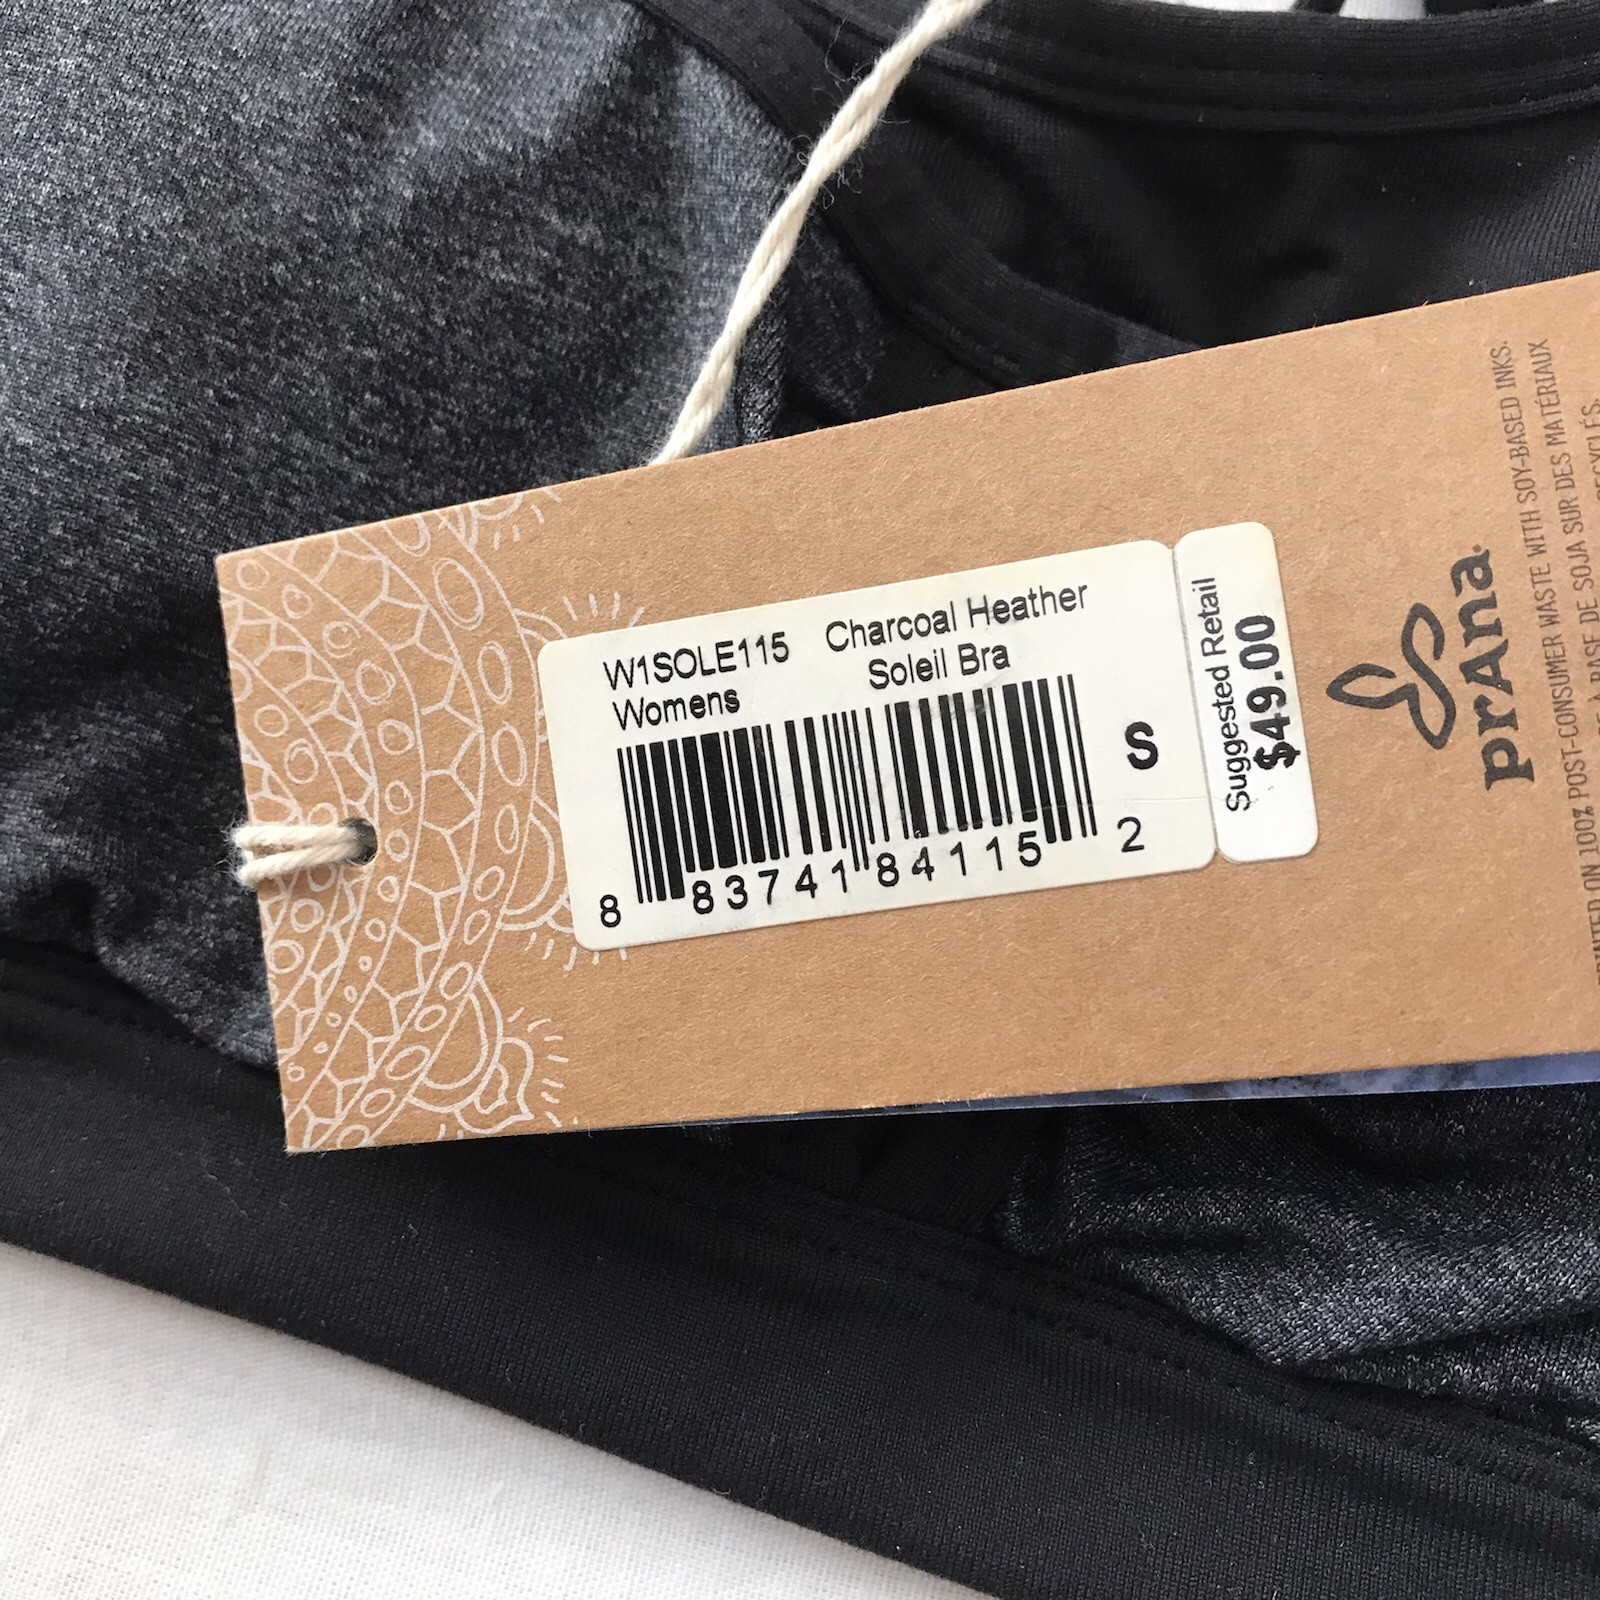 W1SOLE115 Charcoal Heather
Womens Soleil Bra
S
8 83741 84115 2
Suggested Retail
$49.00
prAna
PRINTED ON 100% POST-CONSUMER WASTE WITH SOY-BASED INKS.
À BASE DE SOJA SUR DES MATÉRIAUX